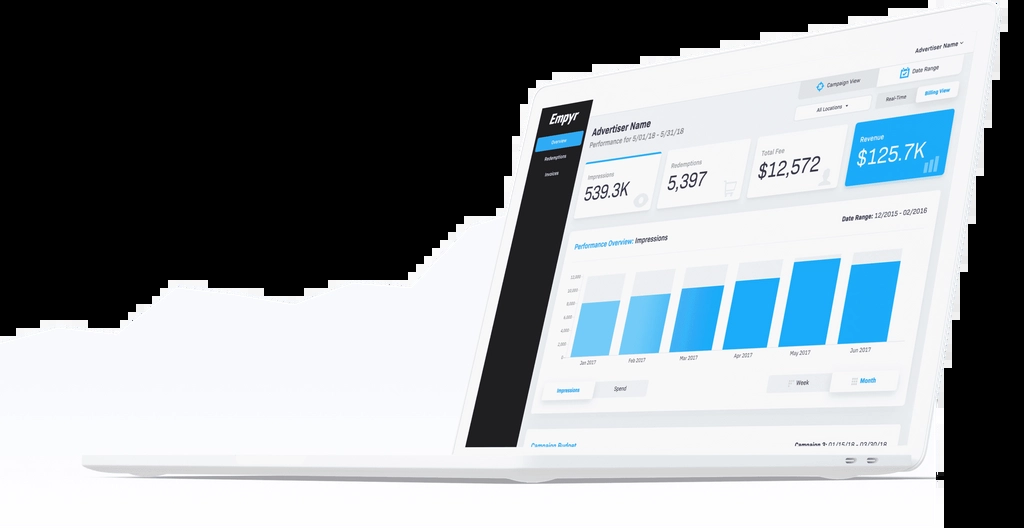 Advertiser Name
Campaign View
Date Range
All Locations
Real-Time
Billing View
Empyr
Overview
Redemptions
Invoices
Advertiser Name
Performance for 5/01/18 - 5/31/18
Impressions
539.3K
Redemptions
5,397
Total Fee
$12,572
Revenue
$125.7K
Date Range: 12/2015 - 02/2016
Performance Overview: Impressions
12,000
10,000
8,000
6,000
4,000
2,000
0
Jan 2017
Feb 2017
Mar 2017
Apr 2017
May 2017
Jun 2017
Impressions
Spend
Week
Month
Campaign Budget
Campaign 3: 01/15/18 - 03/30/18